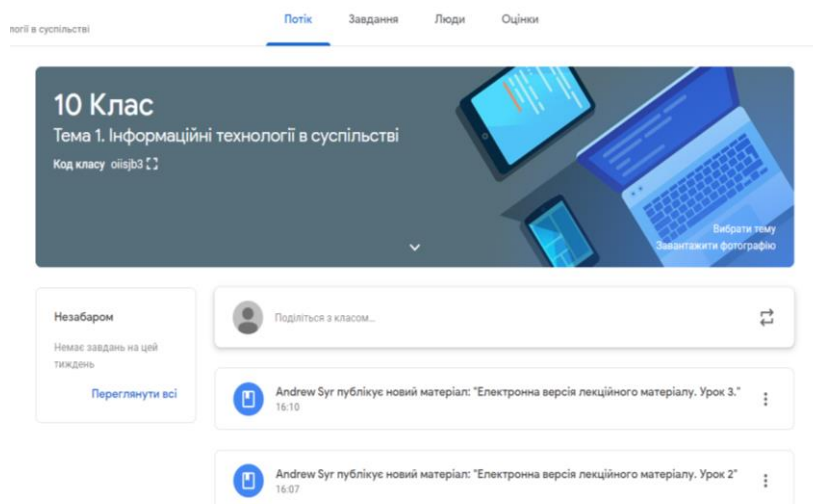 логії в суспільстві
Потік Завдання Люди Оцінки
10 Клас
Тема 1. Інформаційні технології в суспільстві
Код класу oiisjb3
Вибрати тему
Завантажити фотографію
Незабаром
Немає завдань на цей
тиждень
Переглянути всі
Поділіться з класом...
Andrew Syr публікує новий матеріал: "Електронна версія лекційного матеріалу. Урок 3."
16:10
Andrew Syr публікує новий матеріал: "Електронна версія лекційного матеріалу. Урок 2"
16:07